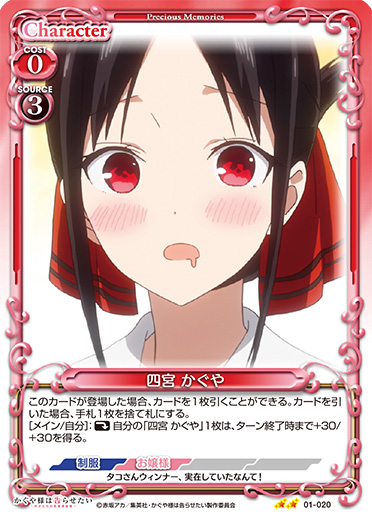 Precious Memories
Character
COST
0
SOURCE
3
四宮 かぐや
このカードが登場した場合、カードを1枚引くことができる。カードを引
いた場合、手札1枚を捨て札にする。
[メイン/自分]: 自分の「四宮 かぐや」1枚は、ターン終了時まで+30/
+30を得る。
制服 お嬢様
タコさんウィンナー、実在していたなんて!
かぐや様は告らせたい
©赤坂アカ/集英社・かぐや様は告らせたい製作委員会
01-020